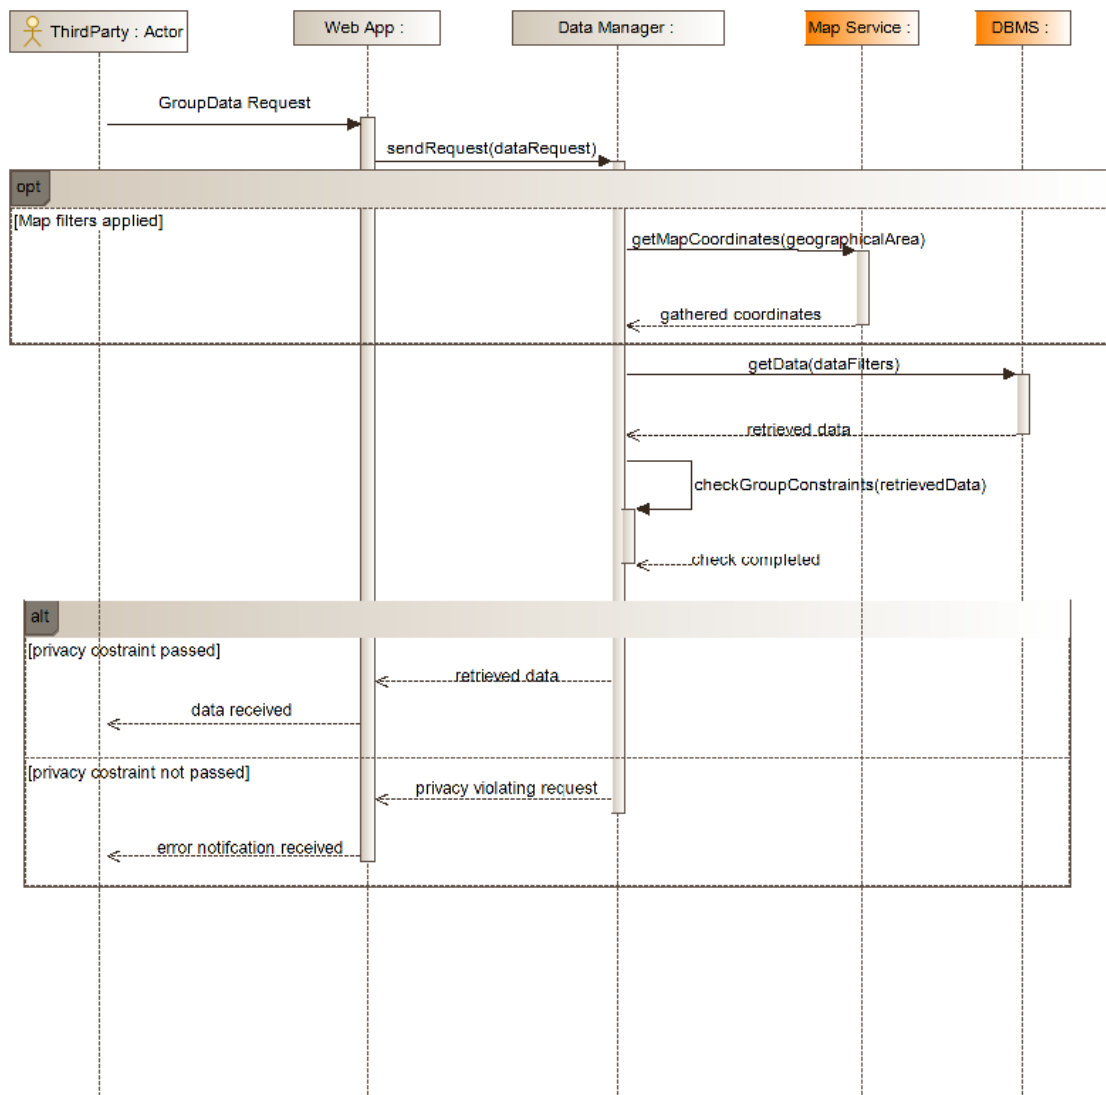 ThirdParty : Actor
Web App :
Data Manager :
Map Service :
DBMS :
GroupData Request
sendRequest(dataRequest)
opt
[Map filters applied]
getMapCoordinates(geographicalArea)
gathered coordinates
getData(dataFilters)
retrieved data
checkGroupConstraints(retrievedData)
check completed
alt
[privacy costraint passed]
retrieved data
data received
[privacy costraint not passed]
privacy violating request
error notifcation received